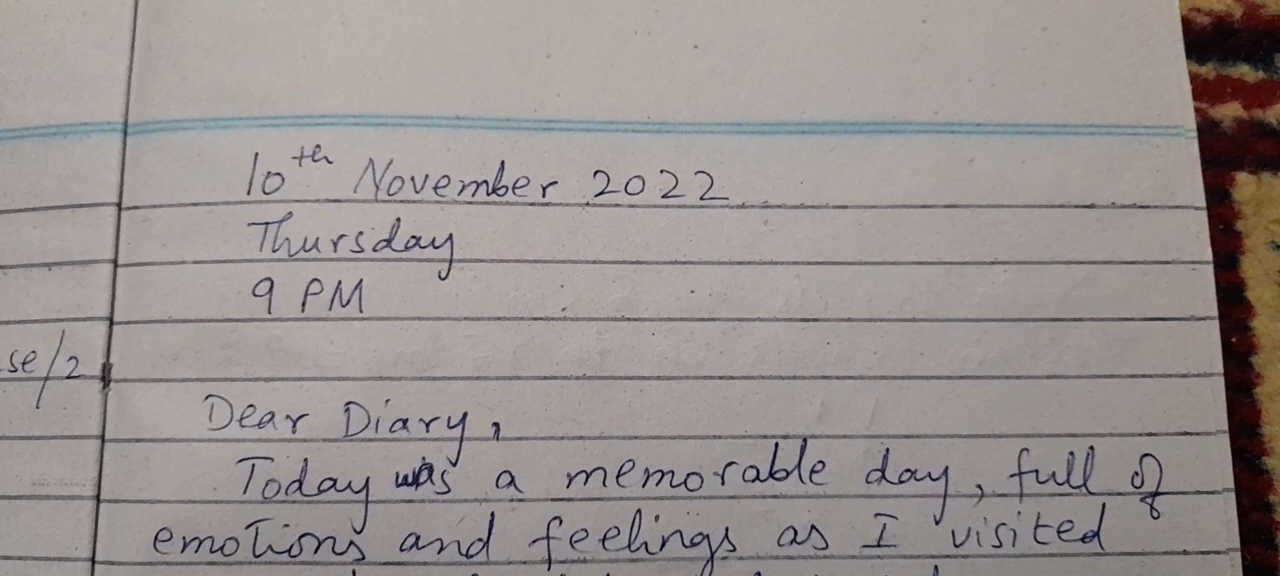 10th November 2022
Thursday
9 PM
se/2
Dear Diary,
Today was a memorable day, full of
emotions and feelings as I visited